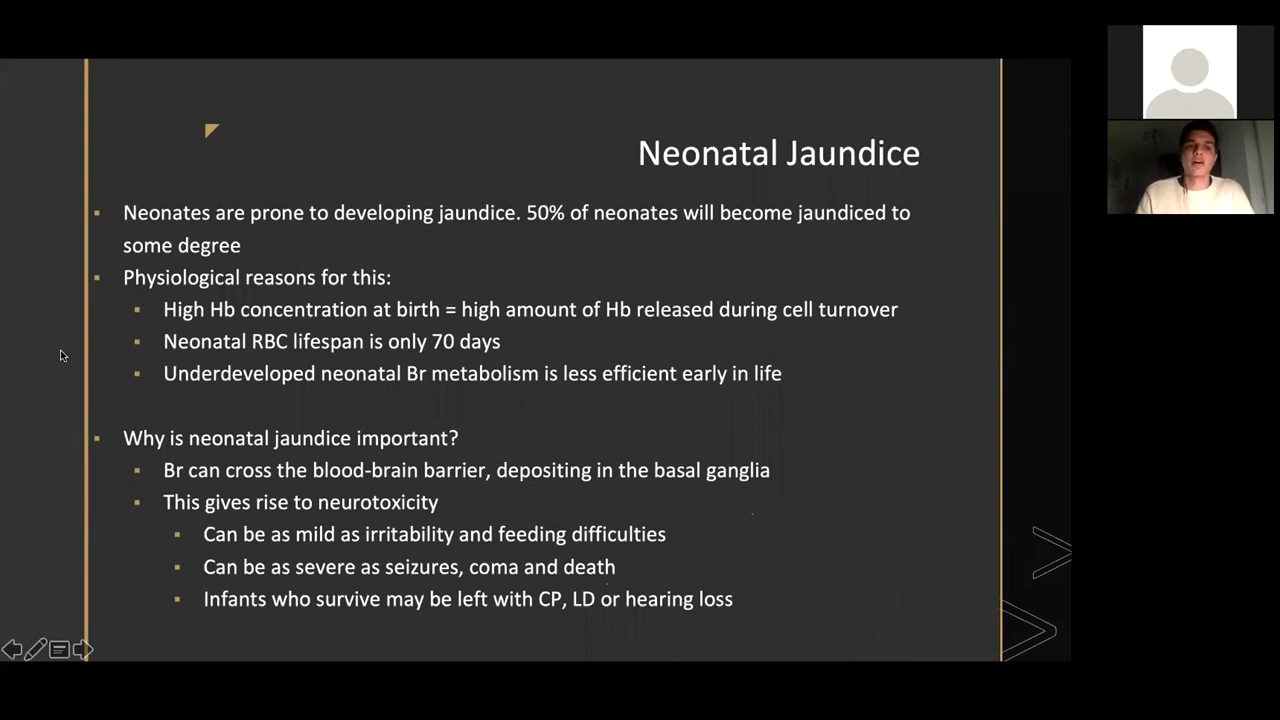 Neonatal Jaundice
Neonates are prone to developing jaundice. 50% of neonates will become jaundiced to
some degree
Physiological reasons for this:
High Hb concentration at birth = high amount of Hb released during cell turnover
Neonatal RBC lifespan is only 70 days
Underdeveloped neonatal Br metabolism is less efficient early in life
Why is neonatal jaundice important?
Br can cross the blood-brain barrier, depositing in the basal ganglia
This gives rise to neurotoxicity
Can be as mild as irritability and feeding difficulties
Can be as severe as seizures, coma and death
Infants who survive may be left with CP, LD or hearing loss